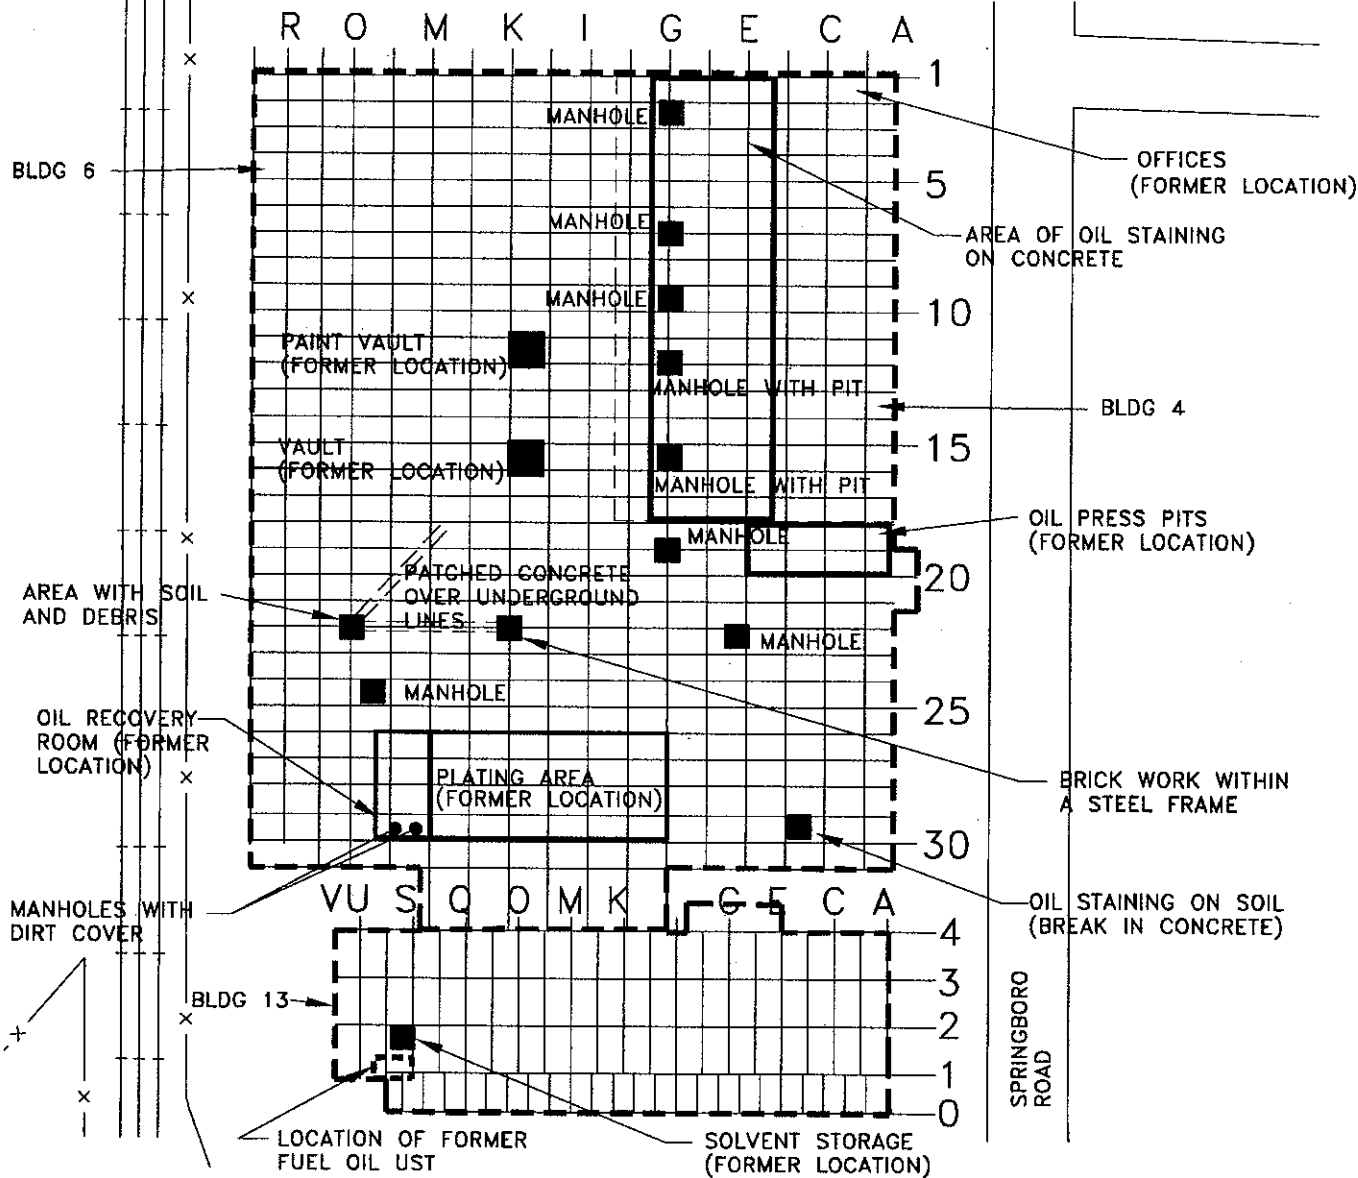 R O M K I G E C A
1
MANHOLE
OFFICES
(FORMER LOCATION)
BLDG 6
5
MANHOLE
AREA OF OIL STAINING
ON CONCRETE
MANHOLE
10
PAINT VAULT
(FORMER LOCATION)
MANHOLE WITH PIT
BLDG 4
15
VAULT
(FORMER LOCATION)
MANHOLE WITH PIT
OIL PRESS PITS
(FORMER LOCATION)
MANHOLE
20
PATCHED CONCRETE
OVER UNDERGROUND
LINES
AREA WITH SOIL
AND DEBRIS
MANHOLE
MANHOLE
25
OIL RECOVERY
ROOM (FORMER
LOCATION)
PLATING AREA
(FORMER LOCATION)
BRICK WORK WITHIN
A STEEL FRAME
30
V U S Q O M K G E C A
MANHOLES WITH
DIRT COVER
OIL STAINING ON SOIL
(BREAK IN CONCRETE)
4
3
BLDG 13
2
1
0
SPRINGBORO
ROAD
LOCATION OF FORMER
FUEL OIL UST
SOLVENT STORAGE
(FORMER LOCATION)